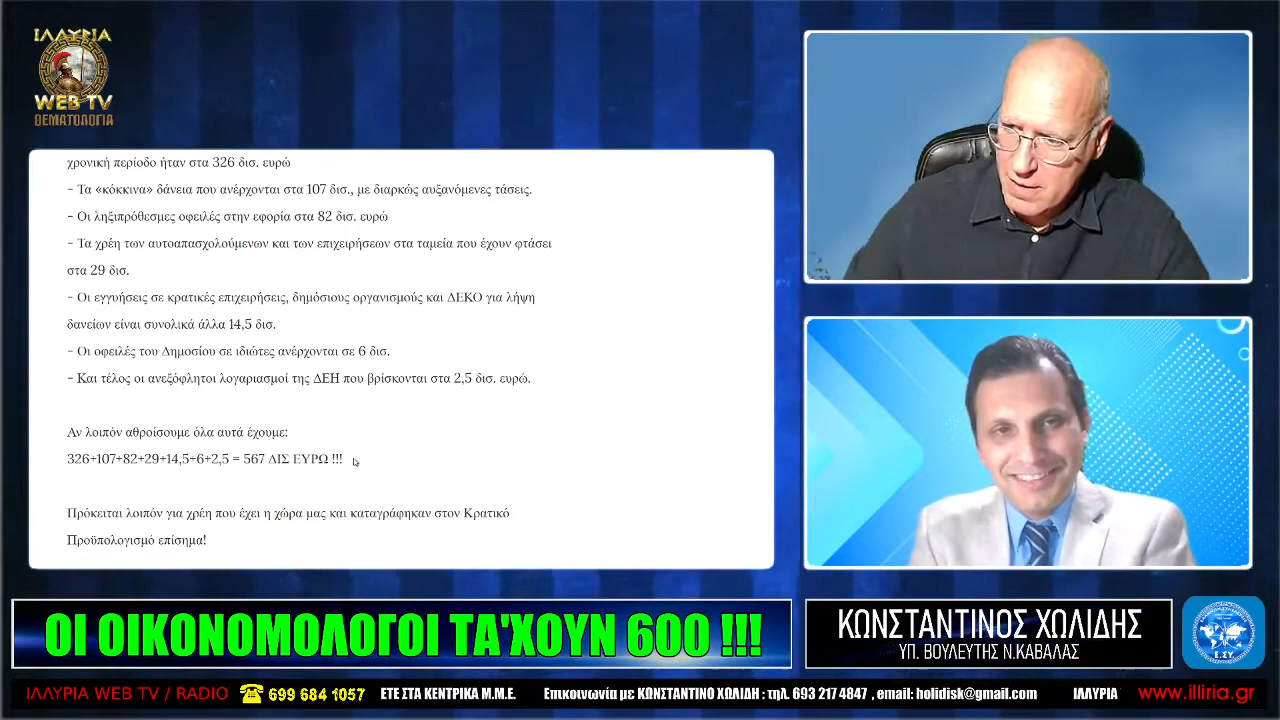 ΙΛΛΥΡΙΑ
WEB TV
ΘΕΜΑΤΟΛΟΓΙΑ
χρονική περίοδο ήταν στα 326 δισ. ευρώ
– Τα «κόκκινα» δάνεια που ανέρχονται στα 107 δισ., με διαρκώς αυξανόμενες τάσεις.
– Οι ληξιπρόθεσμες οφειλές στην εφορία στα 82 δισ. ευρώ
– Τα χρέη των αυτοαπασχολούμενων και των επιχειρήσεων στα ταμεία που έχουν φτάσει
στα 29 δισ.
– Οι εγγυήσεις σε κρατικές επιχειρήσεις, δημόσιους οργανισμούς και ΔΕΚΟ για λήψη
δανείων είναι συνολικά άλλα 14,5 δισ.
– Οι οφειλές του Δημοσίου σε ιδιώτες ανέρχονται σε 6 δισ.
– Και τέλος οι ανεξόφλητοι λογαριασμοί της ΔΕΗ που βρίσκονται στα 2,5 δισ. ευρώ.
Αν λοιπόν αθροίσουμε όλα αυτά έχουμε:
326+107+82+29+14,5+6+2,5 = 567 ΔΙΣ ΕΥΡΩ !!!
Πρόκειται λοιπόν για χρέη που έχει η χώρα μας και καταγράφηκαν στον Κρατικό
Προϋπολογισμό επίσημα!
ΟΙ ΟΙΚΟΝΟΜΟΛΟΓΟΙ ΤΑ'ΧΟΥΝ 600 !!!
ΚΩΝΣΤΑΝΤΙΝΟΣ ΧΩΛΙΔΗΣ
ΥΠ. ΒΟΥΛΕΥΤΗΣ Ν.ΚΑΒΑΛΑΣ
Ε.ΣΥ.
ΙΛΛΥΡΙΑ WEB TV / RADIO ☎ 699 684 1057 ΕΤΕ ΣΤΑ ΚΕΝΤΡΙΚΑ Μ.Μ.Ε. Επικοινωνία με ΚΩΝΣΤΑΝΤΙΝΟ ΧΩΛΙΔΗ : τηλ. 693 217 4847 , email: holidisk@gmail.com ΙΛΛΥΡΙΑ www.illiria.gr